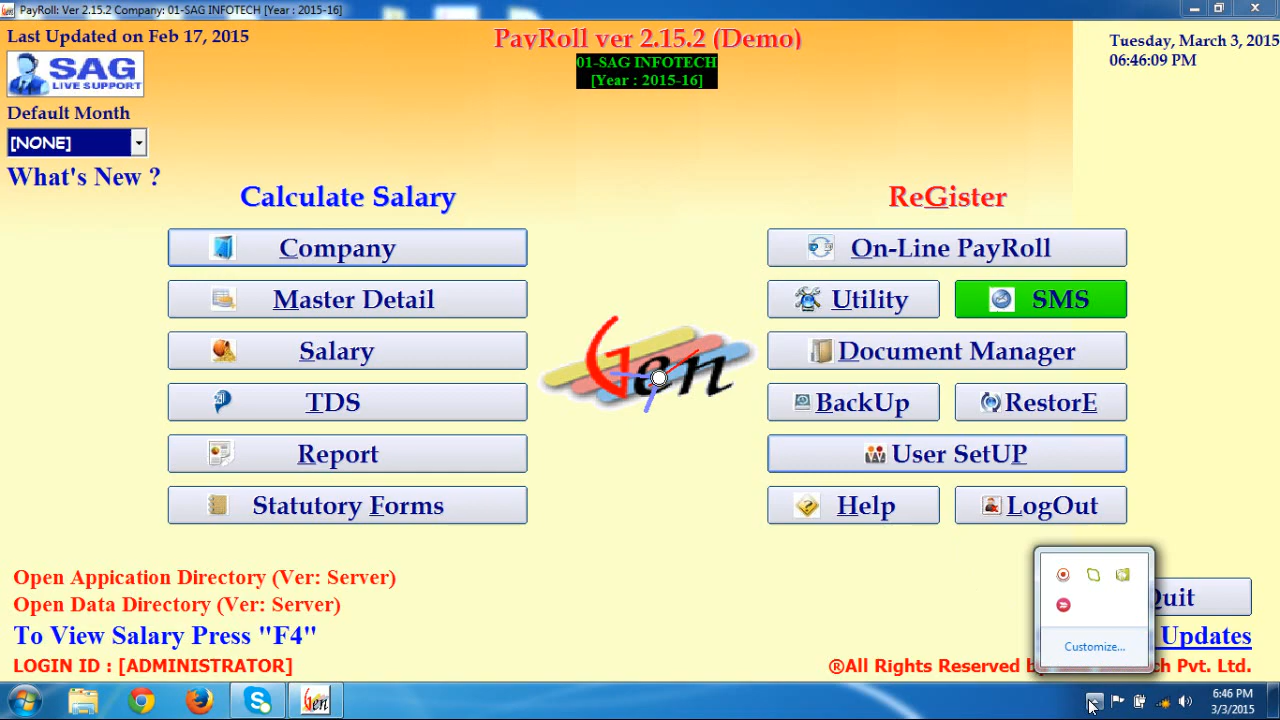 PayRoll: Ver 2.15.2 Company: 01-SAG INFOTECH [Year : 2015-16]
Last Updated on Feb 17, 2015
PayRoll ver 2.15.2 (Demo)
01-SAG INFOTECH
[Year : 2015-16]
Tuesday, March 3, 2015
06:46:09 PM
SAG
LIVE SUPPORT
Default Month
[NONE]
What's New ?
Calculate Salary
Company
Master Detail
Salary
TDS
Report
Statutory Forms
Gen
ReGister
On-Line PayRoll
Utility
SMS
Document Manager
BackUp
RestorE
User SetUP
Help
LogOut
Open Appication Directory (Ver: Server)
Open Data Directory (Ver: Server)
To View Salary Press "F4"
LOGIN ID : [ADMINISTRATOR]
Quit
Updates
®All Rights Reserved
Pvt. Ltd.
Customize...
Gen
6:46 PM
3/3/2015